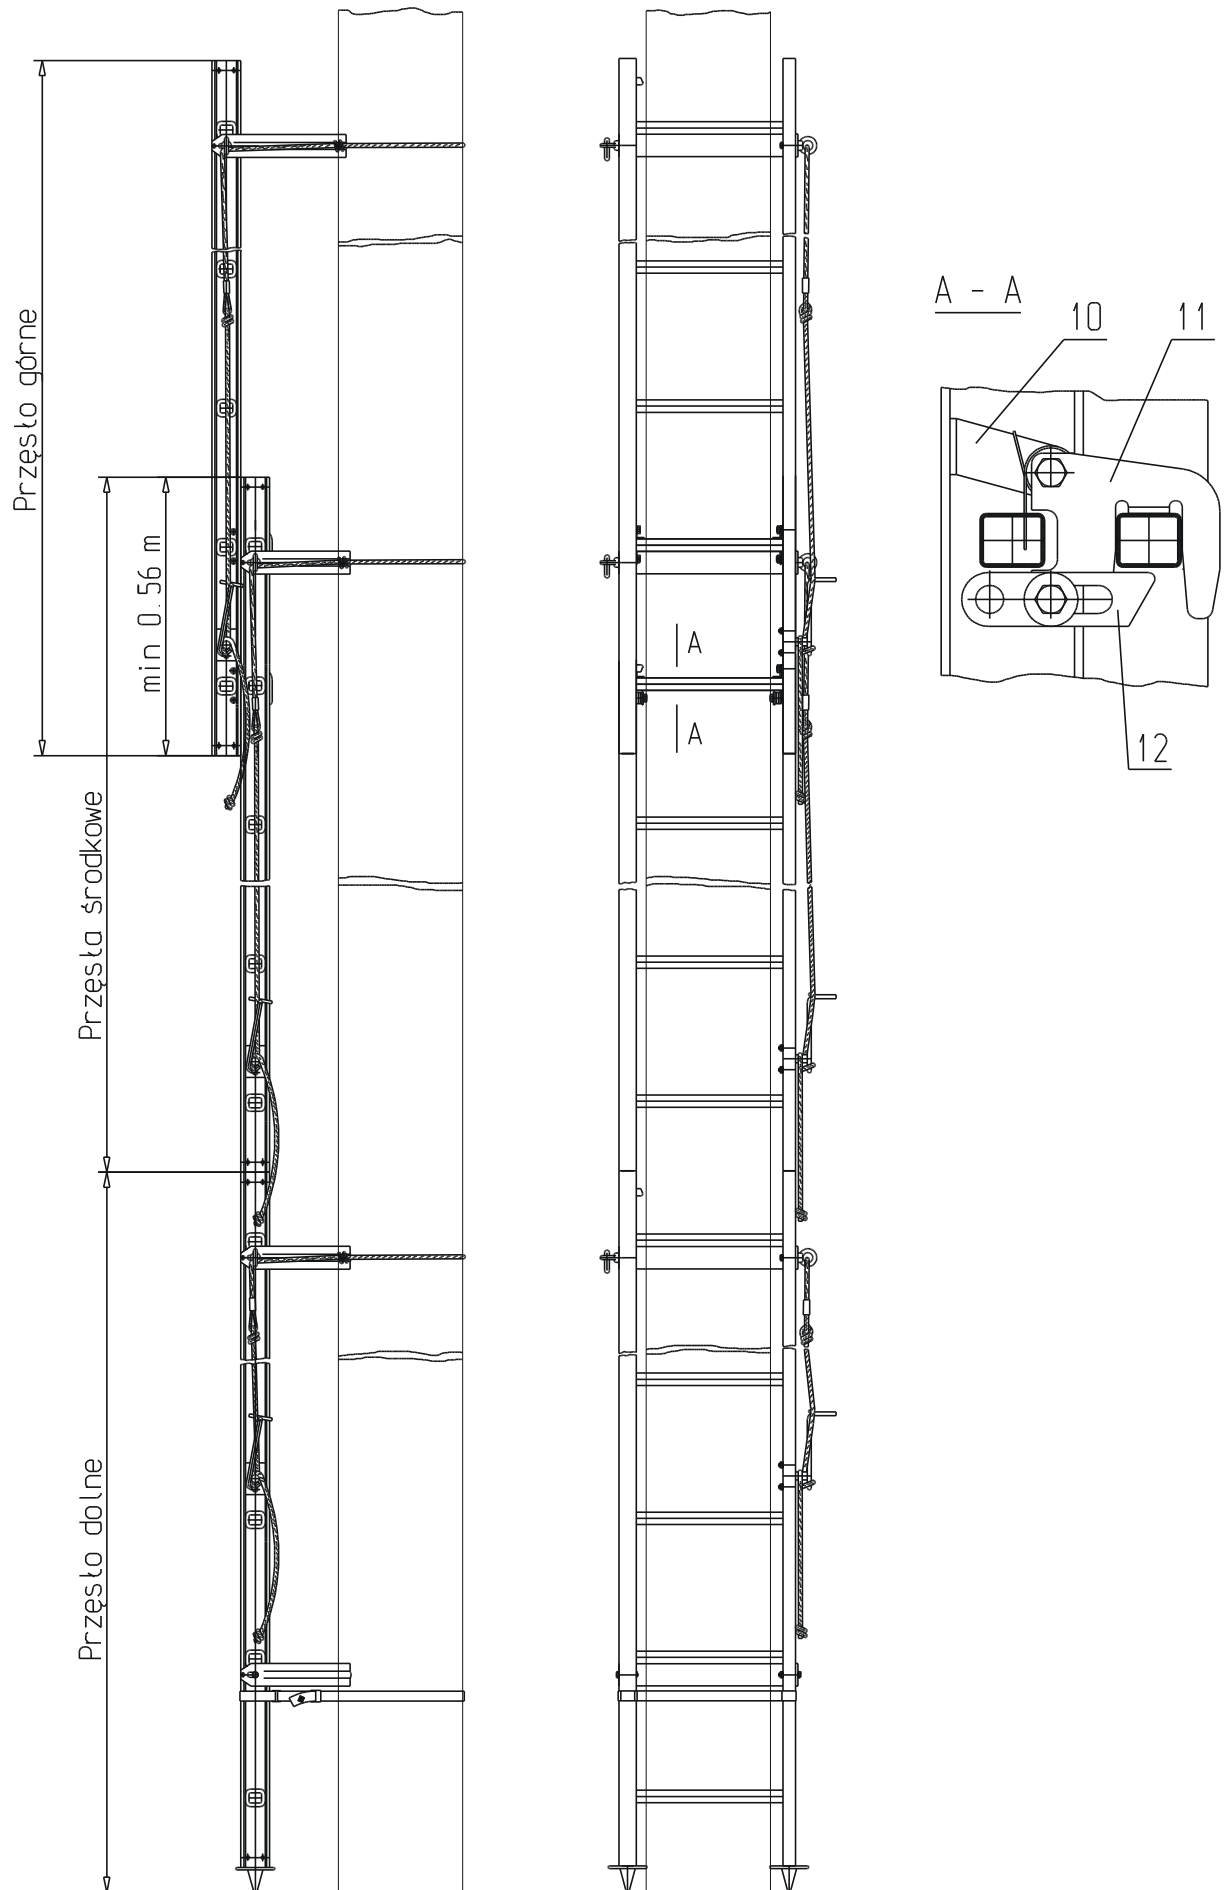 Przęsło górne
min 0.56 m
Przęsła środkowe
Przęsło dolne
A
A
A - A
10
11
12